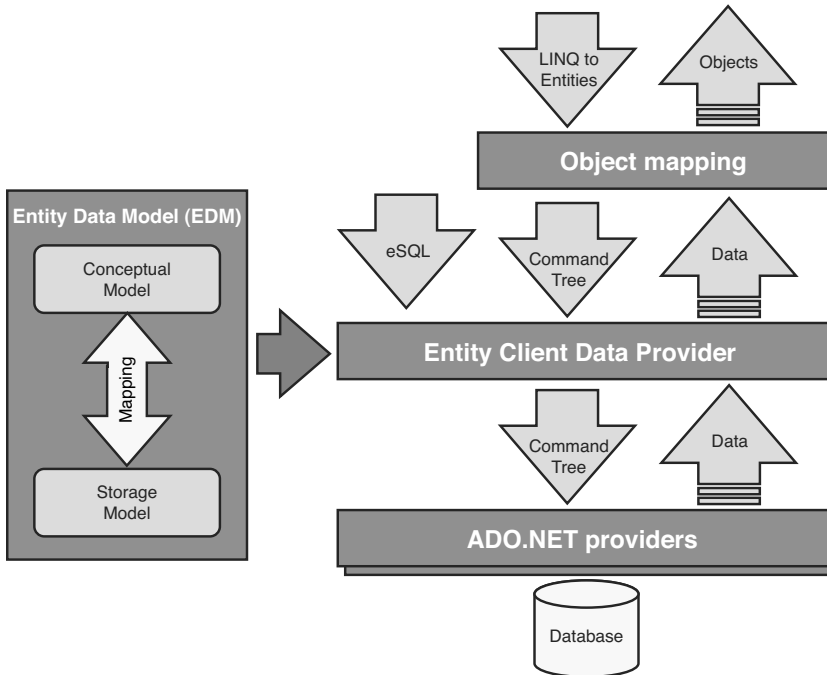 LINQ to
Entities
Objects
Object mapping
Entity Data Model (EDM)
Conceptual
Model
Mapping
Storage
Model
eSQL
Command
Tree
Data
Entity Client Data Provider
Command
Tree
Data
ADO.NET providers
Database